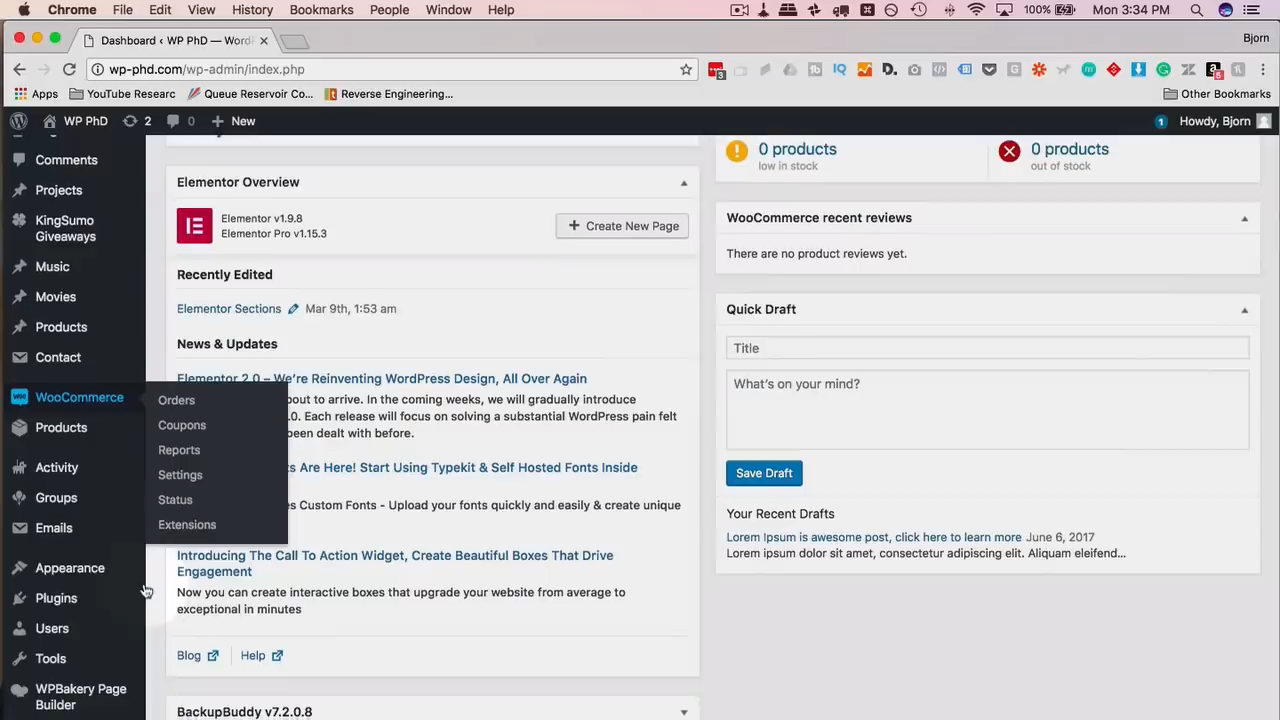 Chrome File Edit View History Bookmarks People Window Help
100% Mon 3:34 PM
Dashboard ‹ WP PhD — Word
Bjorn
wp-phd.com/wp-admin/index.php
Apps YouTube Researc Queue Reservoir Co... Reverse Engineering... Other Bookmarks
WP PhD 2 0 New 1 Howdy, Bjorn
Comments
Projects
KingSumo
Giveaways
Music
Movies
Products
Contact
WooCommerce
Products
Activity
Groups
Emails
Appearance
Plugins
Users
Tools
WPBakery Page
Builder
Orders
Coupons
Reports
Settings
Status
Extensions
Elementor Overview
Elementor v1.9.8
Elementor Pro v1.15.3
Create New Page
Recently Edited
Elementor Sections Mar 9th, 1:53 am
News & Updates
Elementor 2.0 – We're Reinventing WordPress Design, All Over Again
out to arrive. In the coming weeks, we will gradually introduce
.0. Each release will focus on solving a substantial WordPress pain felt
been dealt with before.
s Are Here! Start Using Typekit & Self Hosted Fonts Inside
es Custom Fonts - Upload your fonts quickly and easily & create unique
Introducing The Call To Action Widget, Create Beautiful Boxes That Drive
Engagement
Now you can create interactive boxes that upgrade your website from average to
exceptional in minutes
Blog Help
BackupBuddy v7.2.0.8
0 products
low in stock
0 products
out of stock
WooCommerce recent reviews
There are no product reviews yet.
Quick Draft
Title
What's on your mind?
Save Draft
Your Recent Drafts
Lorem Ipsum is awesome post, click here to learn more June 6, 2017
Lorem ipsum dolor sit amet, consectetur adipiscing elit. Aliquam eleifend...